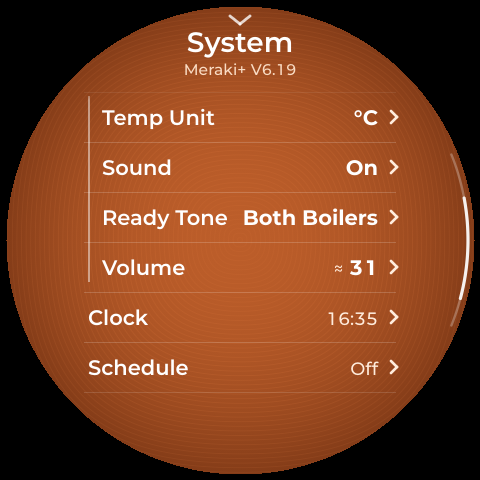 System
Meraki+ V6.19
Temp Unit °C
Sound On
Ready Tone Both Boilers
Volume ≈ 31
Clock 16:35
Schedule Off